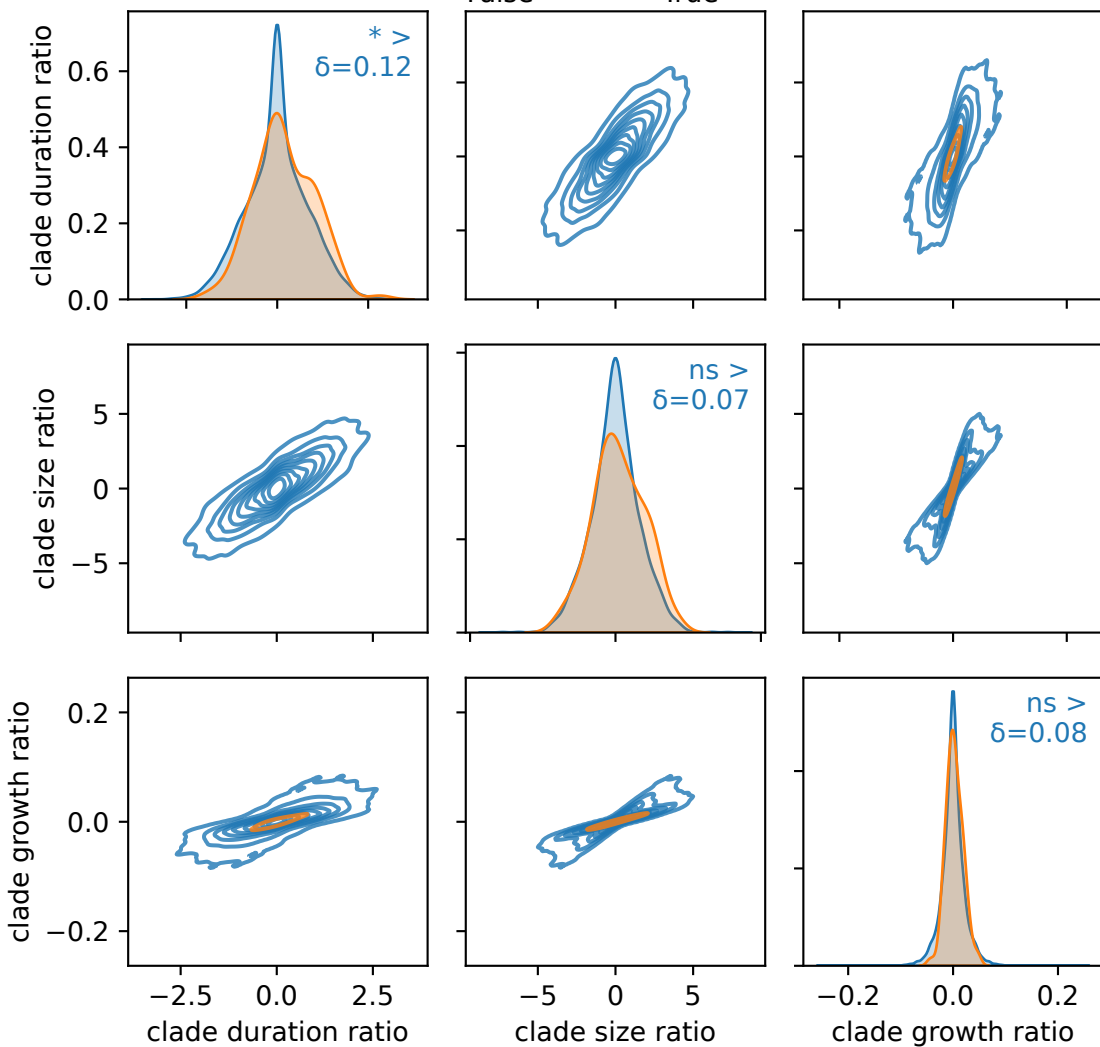 clade duration ratio
0.6
0.4
0.2
0.0
* >
δ=0.12
clade size ratio
5
0
−5
ns >
δ=0.07
clade growth ratio
0.2
0.0
−0.2
ns >
δ=0.08
−2.5 0.0 2.5
−5 0 5
−0.2 0.0 0.2
clade duration ratio
clade size ratio
clade growth ratio